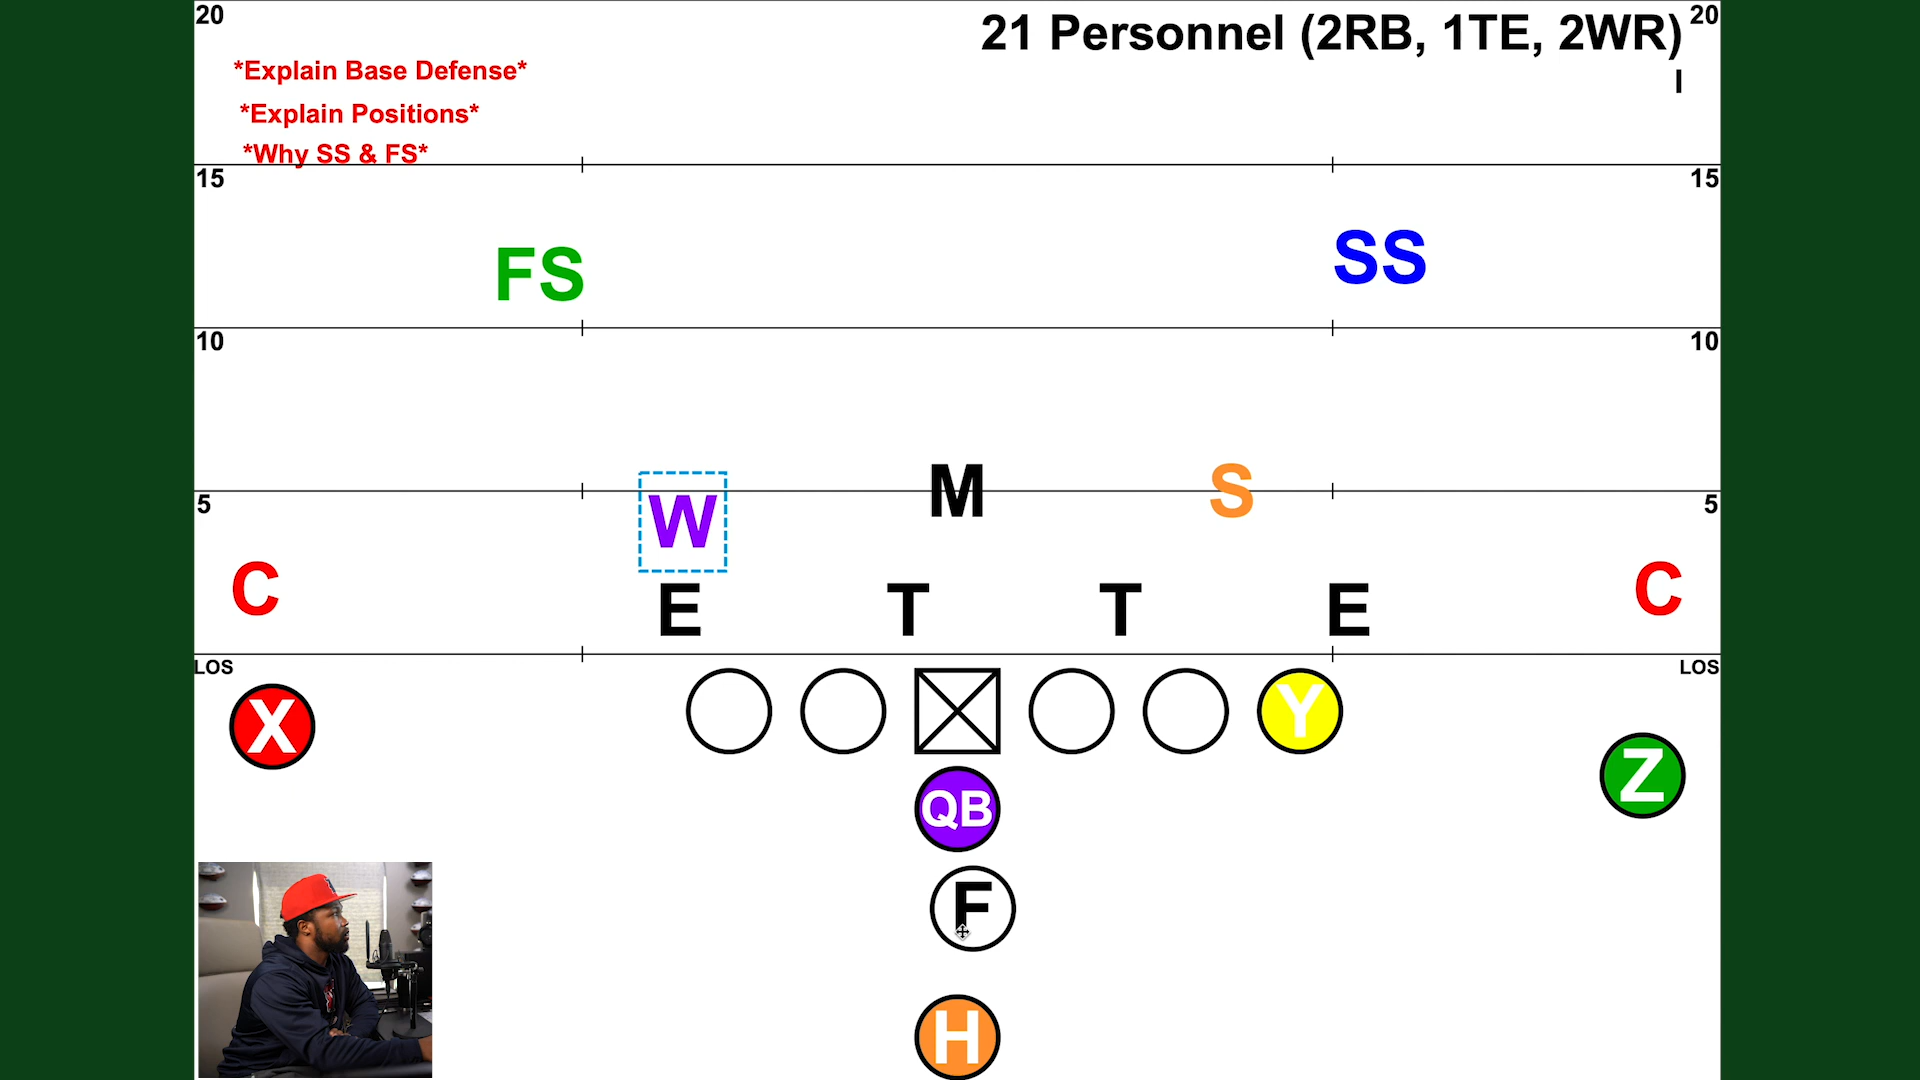 20
21 Personnel (2RB, 1TE, 2WR)
20
I
*Explain Base Defense*
*Explain Positions*
*Why SS & FS*
15
15
FS
SS
10
10
W
M
S
5
5
C
E
T
T
E
C
LOS
LOS
X
Y
Z
QB
F
H